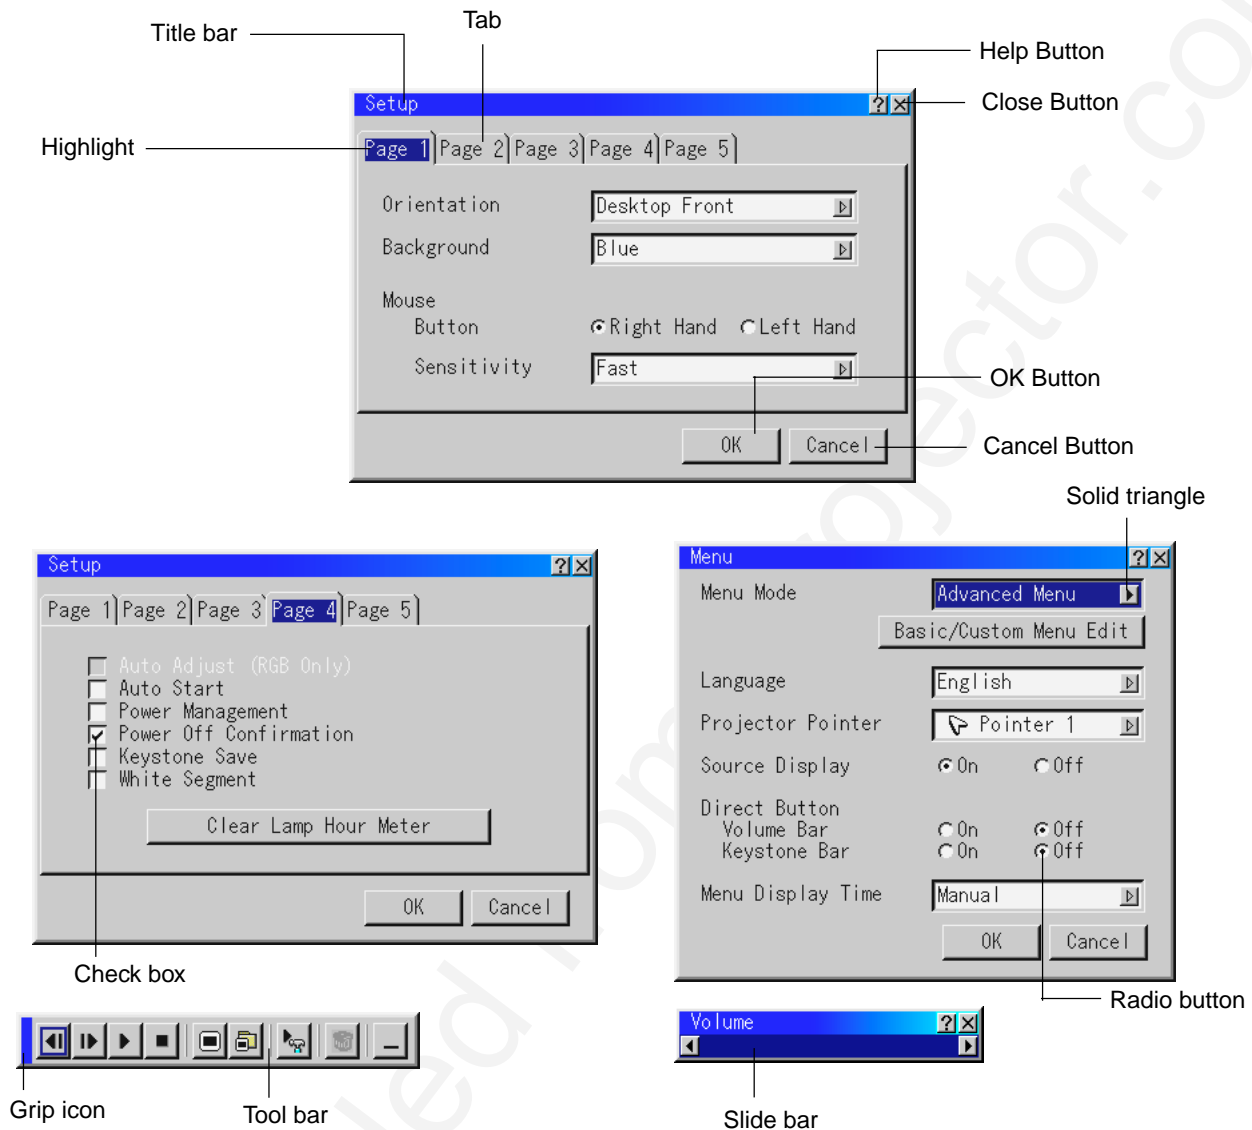 Tab
Title bar
Help Button
Close Button
Setup
? ×
Highlight
Page 1 Page 2 Page 3 Page 4 Page 5
Orientation Desktop Front
Background Blue
Mouse
Button Right Hand Left Hand
Sensitivity Fast
OK Button
OK Cancel
Cancel Button
Solid triangle
Setup
? ×
Page 1 Page 2 Page 3 Page 4 Page 5
Auto Adjust (RGB Only)
Auto Start
Power Management
Power Off Confirmation
Keystone Save
White Segment
Clear Lamp Hour Meter
OK Cancel
Check box
Menu
? ×
Menu Mode Advanced Menu
Basic/Custom Menu Edit
Language English
Projector Pointer Pointer 1
Source Display On Off
Direct Button
Volume Bar On Off
Keystone Bar On Off
Menu Display Time Manual
OK Cancel
Radio button
Grip icon
Tool bar
Volume
? ×
Slide bar